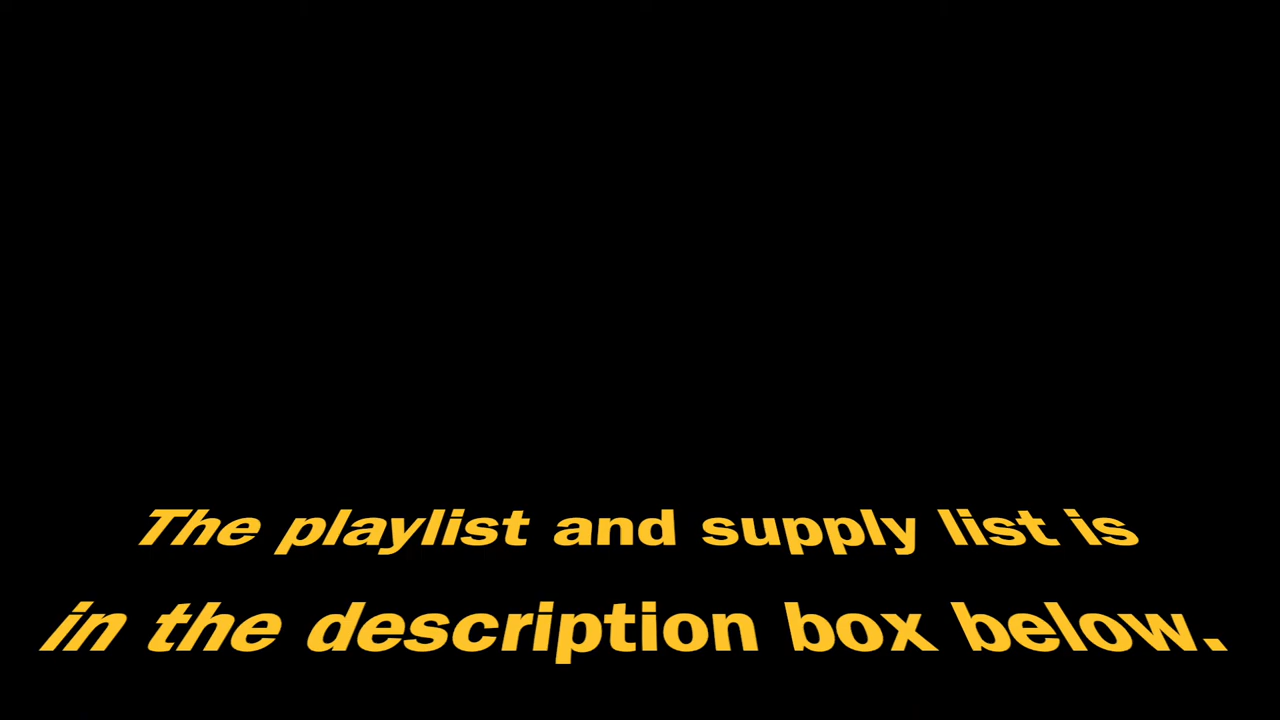 The playlist and supply list is
in the description box below.